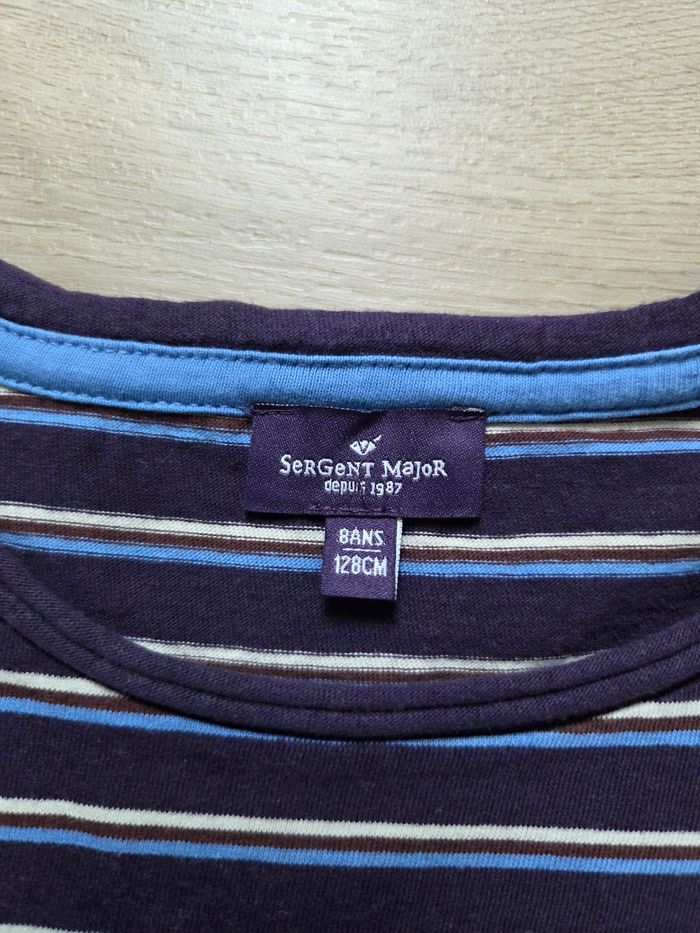 SerGeNT MaJoR
depuis 1987
8ANS
128CM